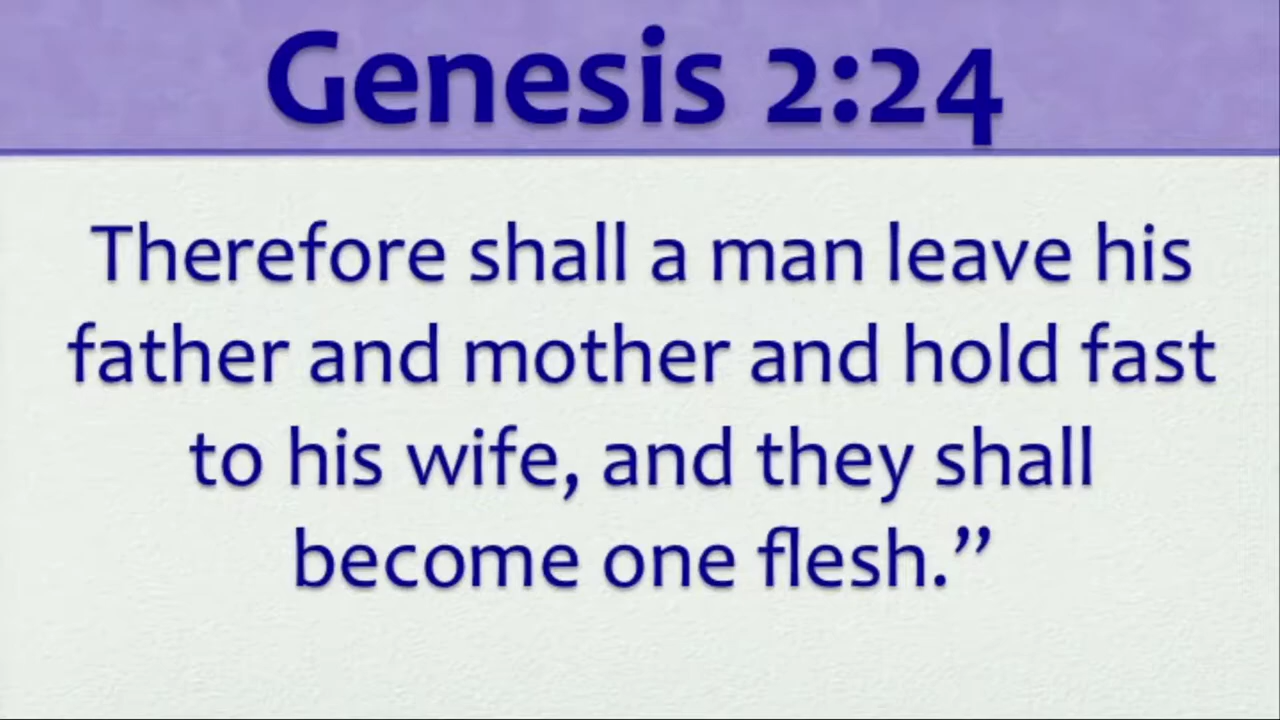 Genesis 2:24
Therefore shall a man leave his
father and mother and hold fast
to his wife, and they shall
become one flesh.”